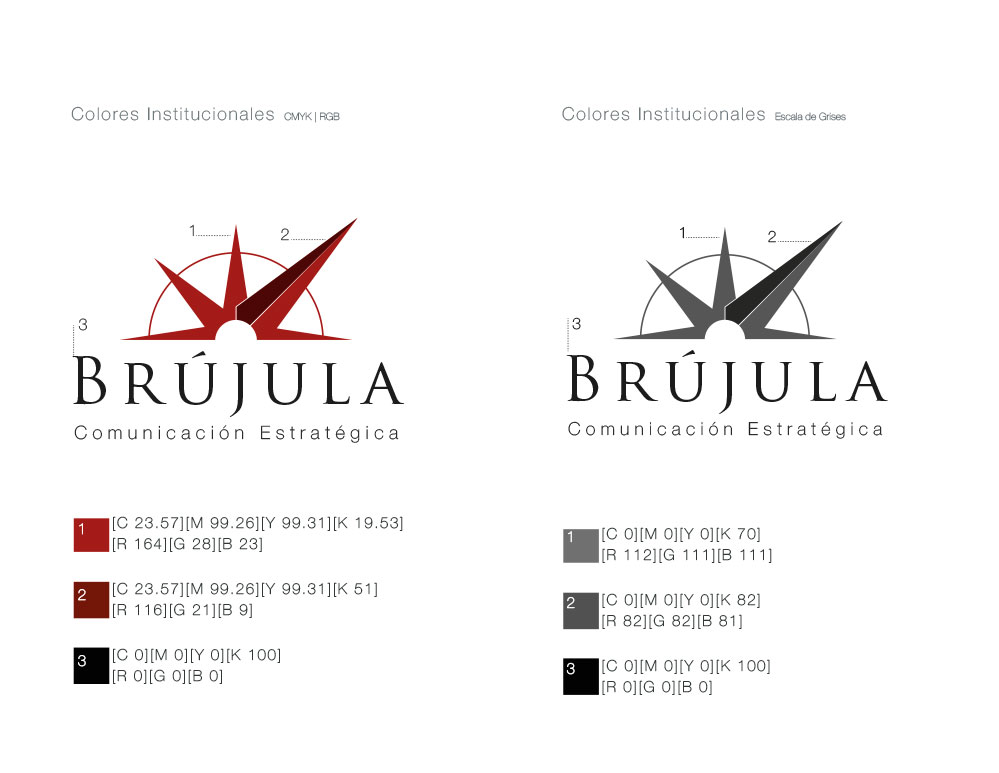 Colores Institucionales CMYK | RGB
1
2
3
BRÚJULA
Comunicación Estratégica
1 [C 23.57][M 99.26][Y 99.31][K 19.53]
[R 164][G 28][B 23]
2 [C 23.57][M 99.26][Y 99.31][K 51]
[R 116][G 21][B 9]
3 [C 0][M 0][Y 0][K 100]
[R 0][G 0][B 0]
Colores Institucionales Escala de Grises
1
2
3
BRÚJULA
Comunicación Estratégica
1 [C 0][M 0][Y 0][K 70]
[R 112][G 111][B 111]
2 [C 0][M 0][Y 0][K 82]
[R 82][G 82][B 81]
3 [C 0][M 0][Y 0][K 100]
[R 0][G 0][B 0]